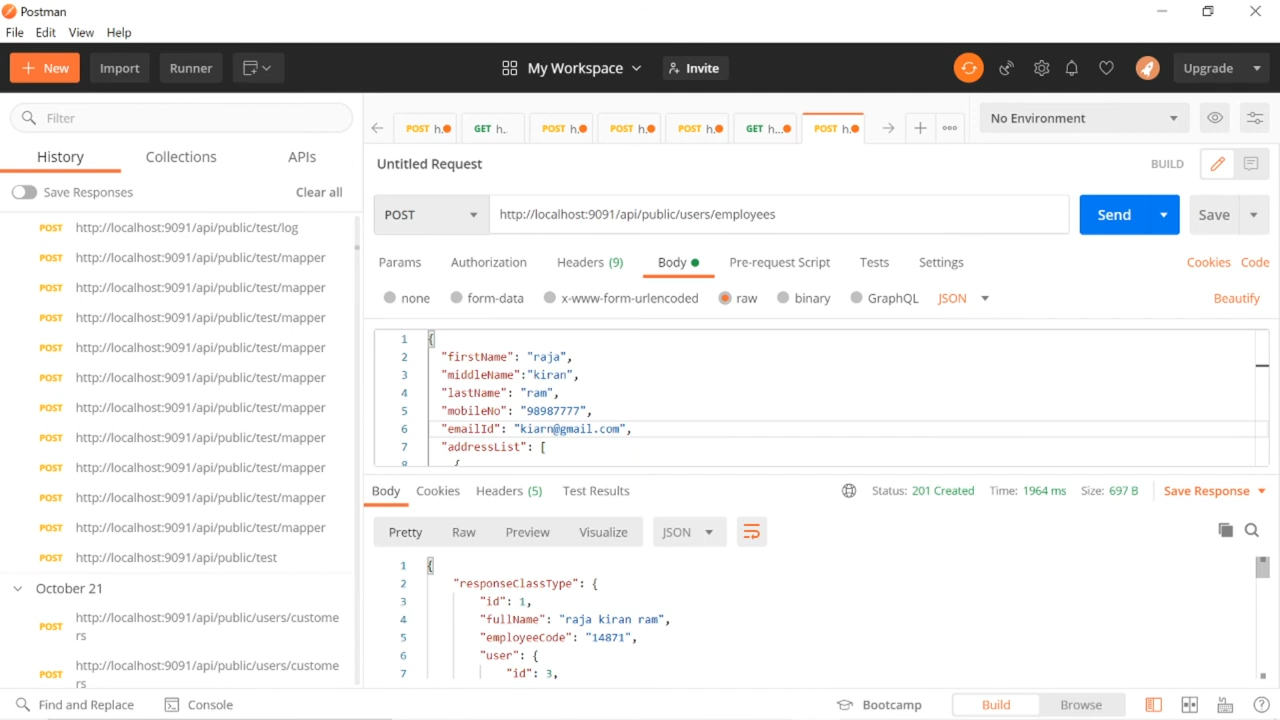 Postman
File Edit View Help
+ New Import Runner My Workspace Invite Upgrade
Filter
History Collections APIs
Save Responses Clear all
POST http://localhost:9091/api/public/test/log
POST http://localhost:9091/api/public/test/mapper
POST http://localhost:9091/api/public/test/mapper
POST http://localhost:9091/api/public/test/mapper
POST http://localhost:9091/api/public/test/mapper
POST http://localhost:9091/api/public/test/mapper
POST http://localhost:9091/api/public/test/mapper
POST http://localhost:9091/api/public/test/mapper
POST http://localhost:9091/api/public/test/mapper
POST http://localhost:9091/api/public/test/mapper
POST http://localhost:9091/api/public/test/mapper
POST http://localhost:9091/api/public/test
October 21
POST http://localhost:9091/api/public/users/custome
rs
POST http://localhost:9091/api/public/users/custome
rs
POST h. GET h.. POST h. POST h. POST h. GET h... POST h. No Environment
Untitled Request BUILD
POST http://localhost:9091/api/public/users/employees Send Save
Params Authorization Headers (9) Body Pre-request Script Tests Settings Cookies Code
none form-data x-www-form-urlencoded raw binary GraphQL JSON Beautify
1 {
2 "firstName": "raja",
3 "middleName":"kiran",
4 "lastName": "ram",
5 "mobileNo": "98987777",
6 "emailId": "kiarn@gmail.com",
7 "addressList": [
8 {
Body Cookies Headers (5) Test Results Status: 201 Created Time: 1964 ms Size: 697 B Save Response
Pretty Raw Preview Visualize JSON
1 {
2 "responseClassType": {
3 "id": 1,
4 "fullName": "raja kiran ram",
5 "employeeCode": "14871",
6 "user": {
7 "id": 3,
Find and Replace Console Bootcamp Build Browse